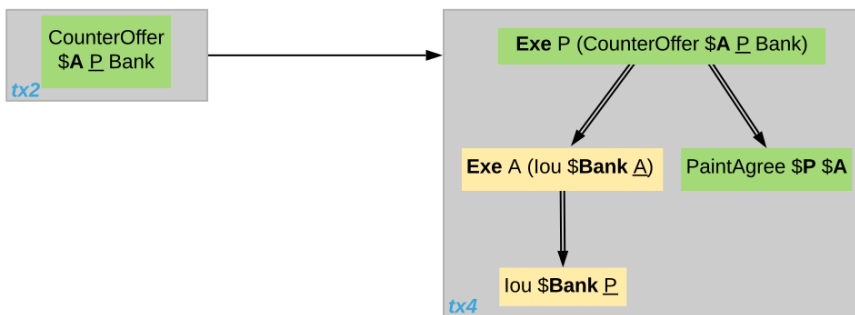 CounterOffer
$A P Bank
tx2
Exe P (CounterOffer $A P Bank)
Exe A (Iou $Bank A)
PaintAgree $P $A
Iou $Bank P
tx4